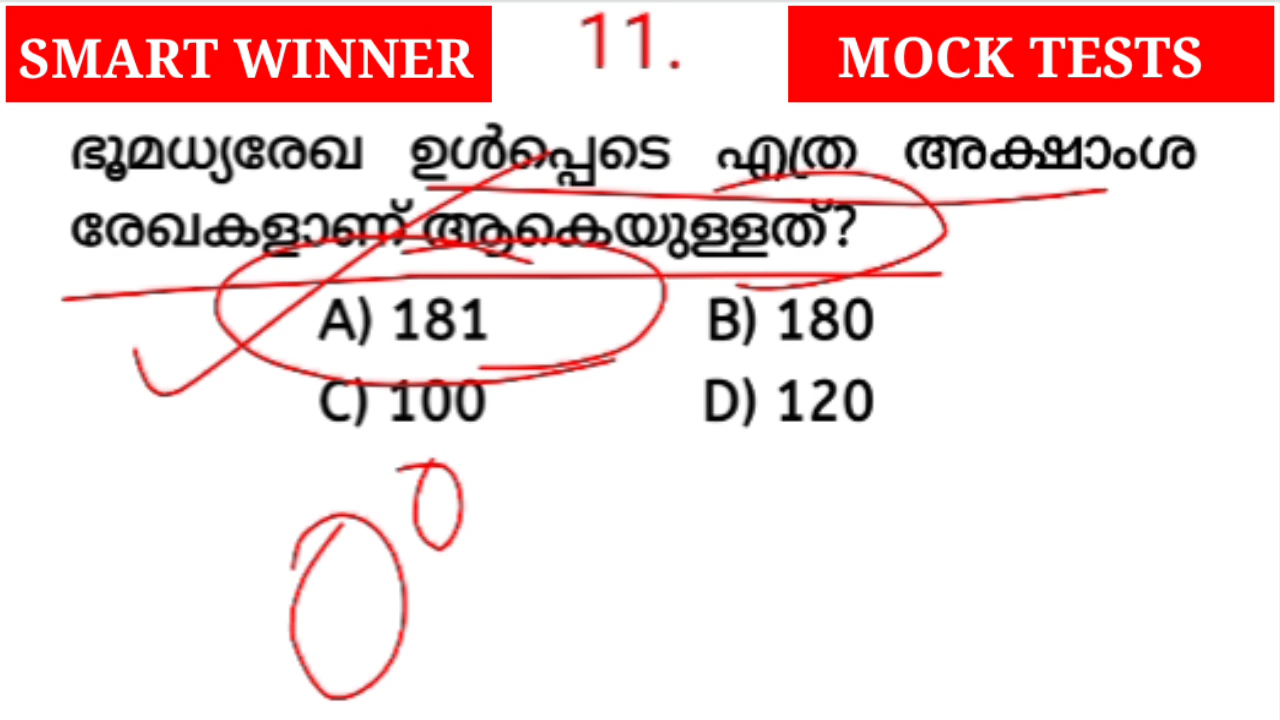 SMART WINNER 11. MOCK TESTS
ഭൂമധ്യരേഖ ഉൾപ്പെടെ എത്ര അക്ഷാംശ
രേഖകളാണ് ആകെയുള്ളത്?
A) 181 B) 180
C) 100 D) 120
0°